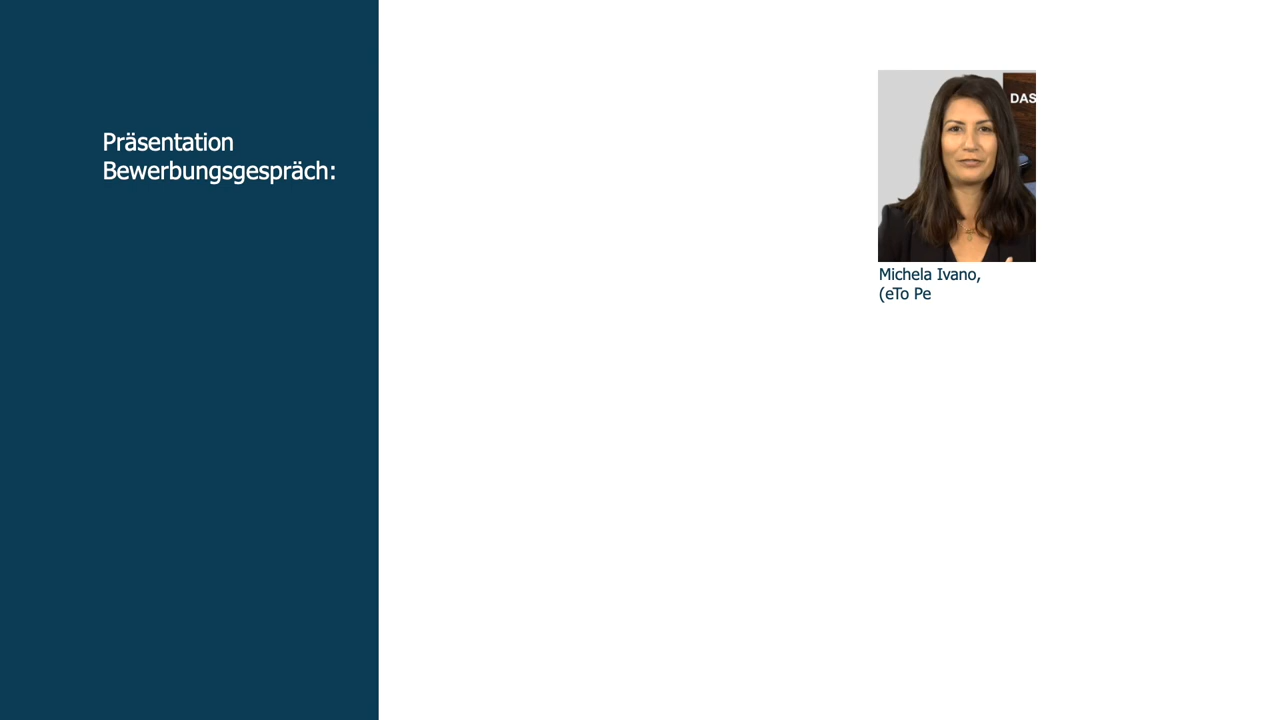 Präsentation
Bewerbungsgespräch:
DAS
Michela Ivano,
(eTo Pe